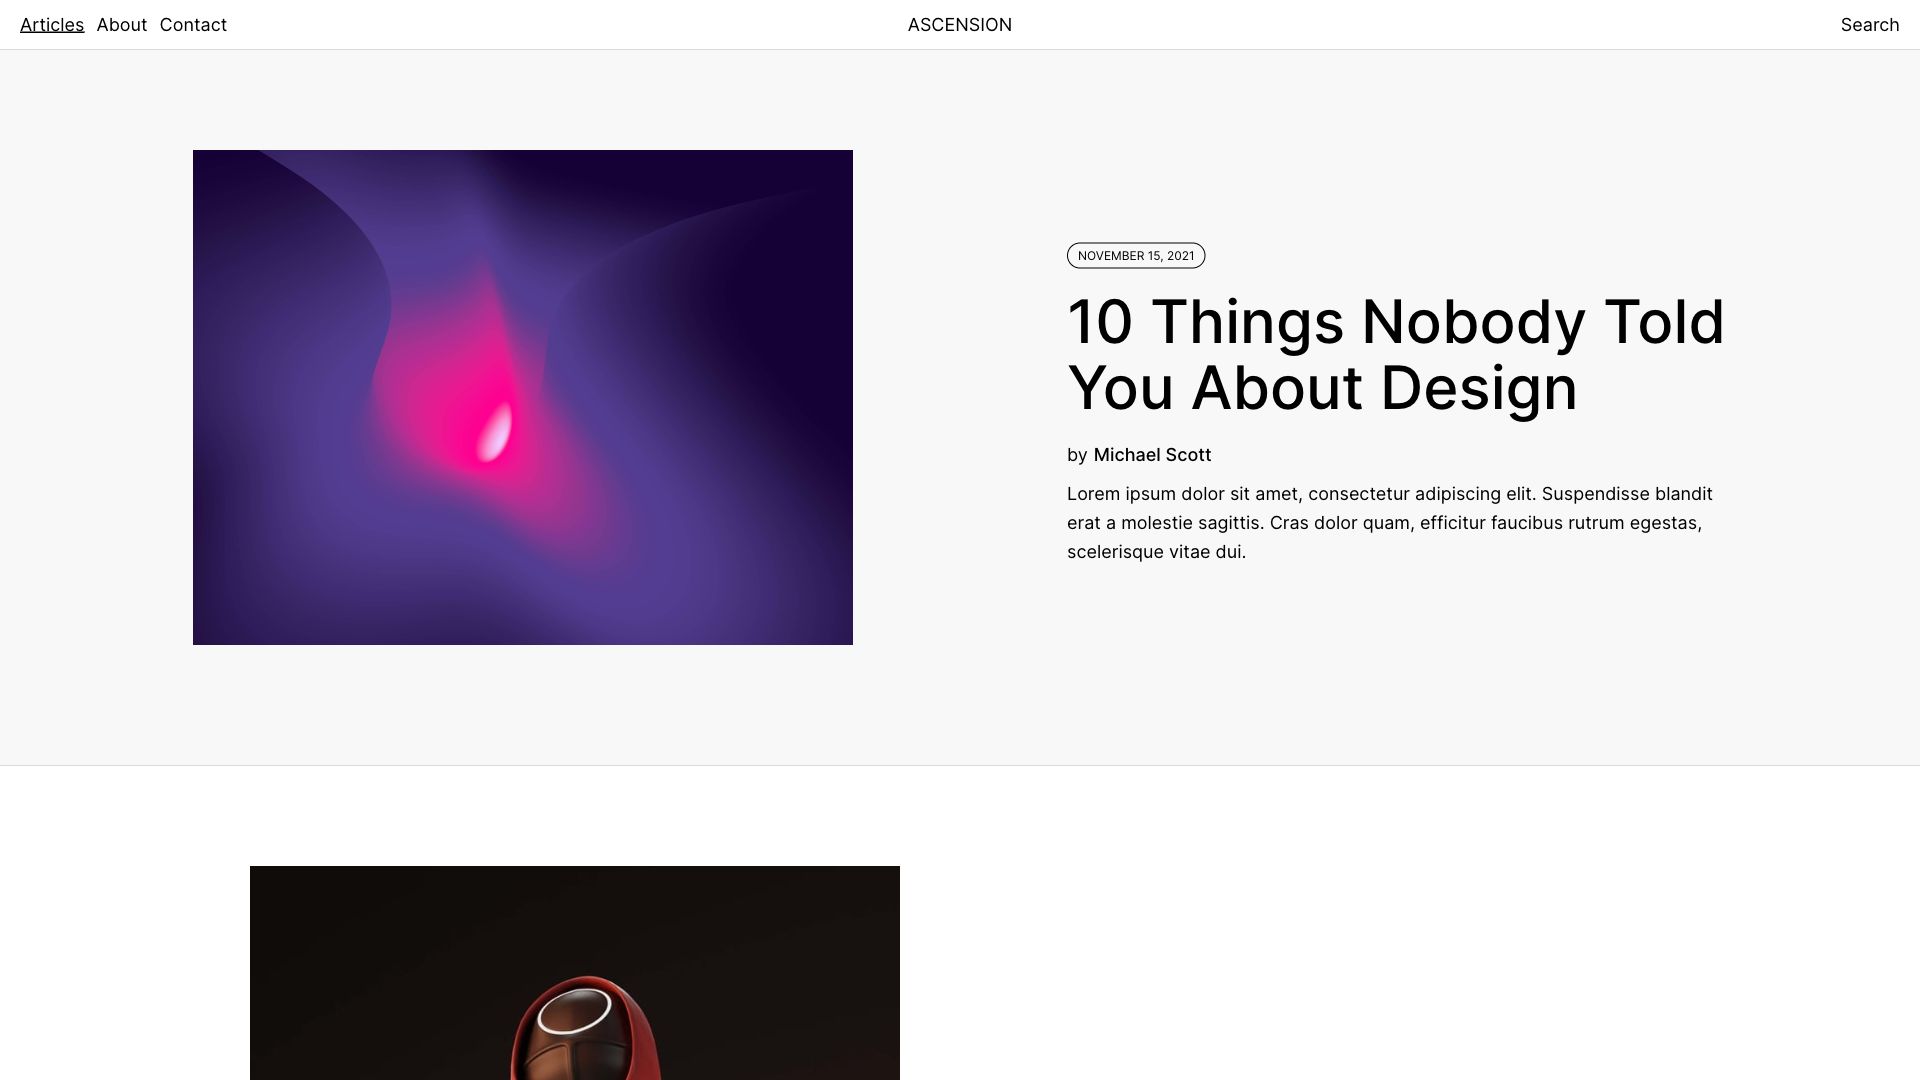 Articles About Contact
ASCENSION
Search
NOVEMBER 15, 2021
10 Things Nobody Told
You About Design
by Michael Scott
Lorem ipsum dolor sit amet, consectetur adipiscing elit. Suspendisse blandit
erat a molestie sagittis. Cras dolor quam, efficitur faucibus rutrum egestas,
scelerisque vitae dui.